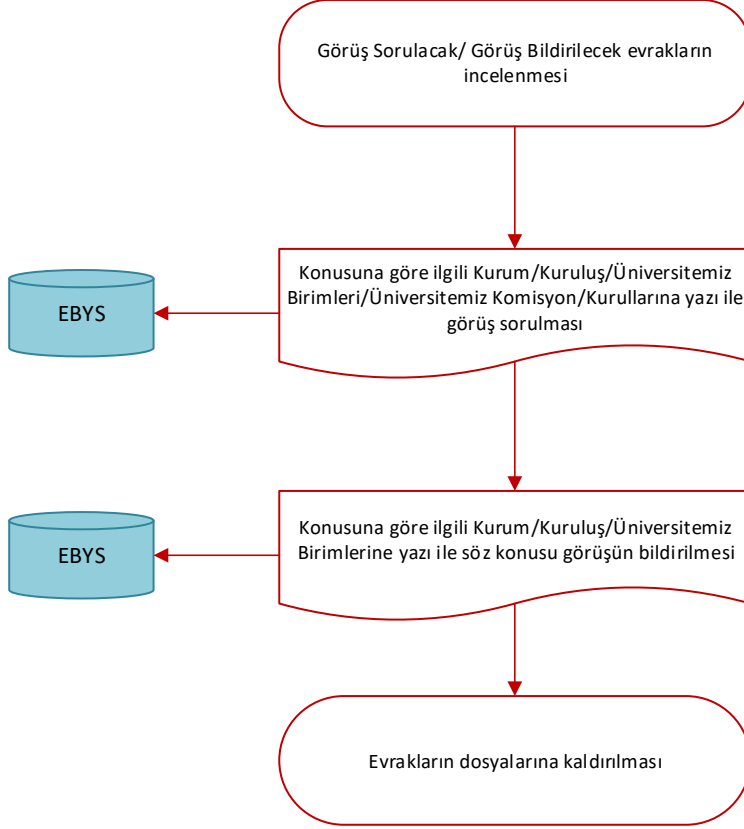 Görüş Sorulacak/ Görüş Bildirilecek evrakların
incelenmesi
Konusuna göre ilgili Kurum/Kuruluş/Üniversitemiz
Birimleri/Üniversitemiz Komisyon/Kurullarına yazı ile
görüş sorulması
EBYS
Konusuna göre ilgili Kurum/Kuruluş/Üniversitemiz
Birimlerine yazı ile söz konusu görüşün bildirilmesi
EBYS
Evrakların dosyalarına kaldırılması